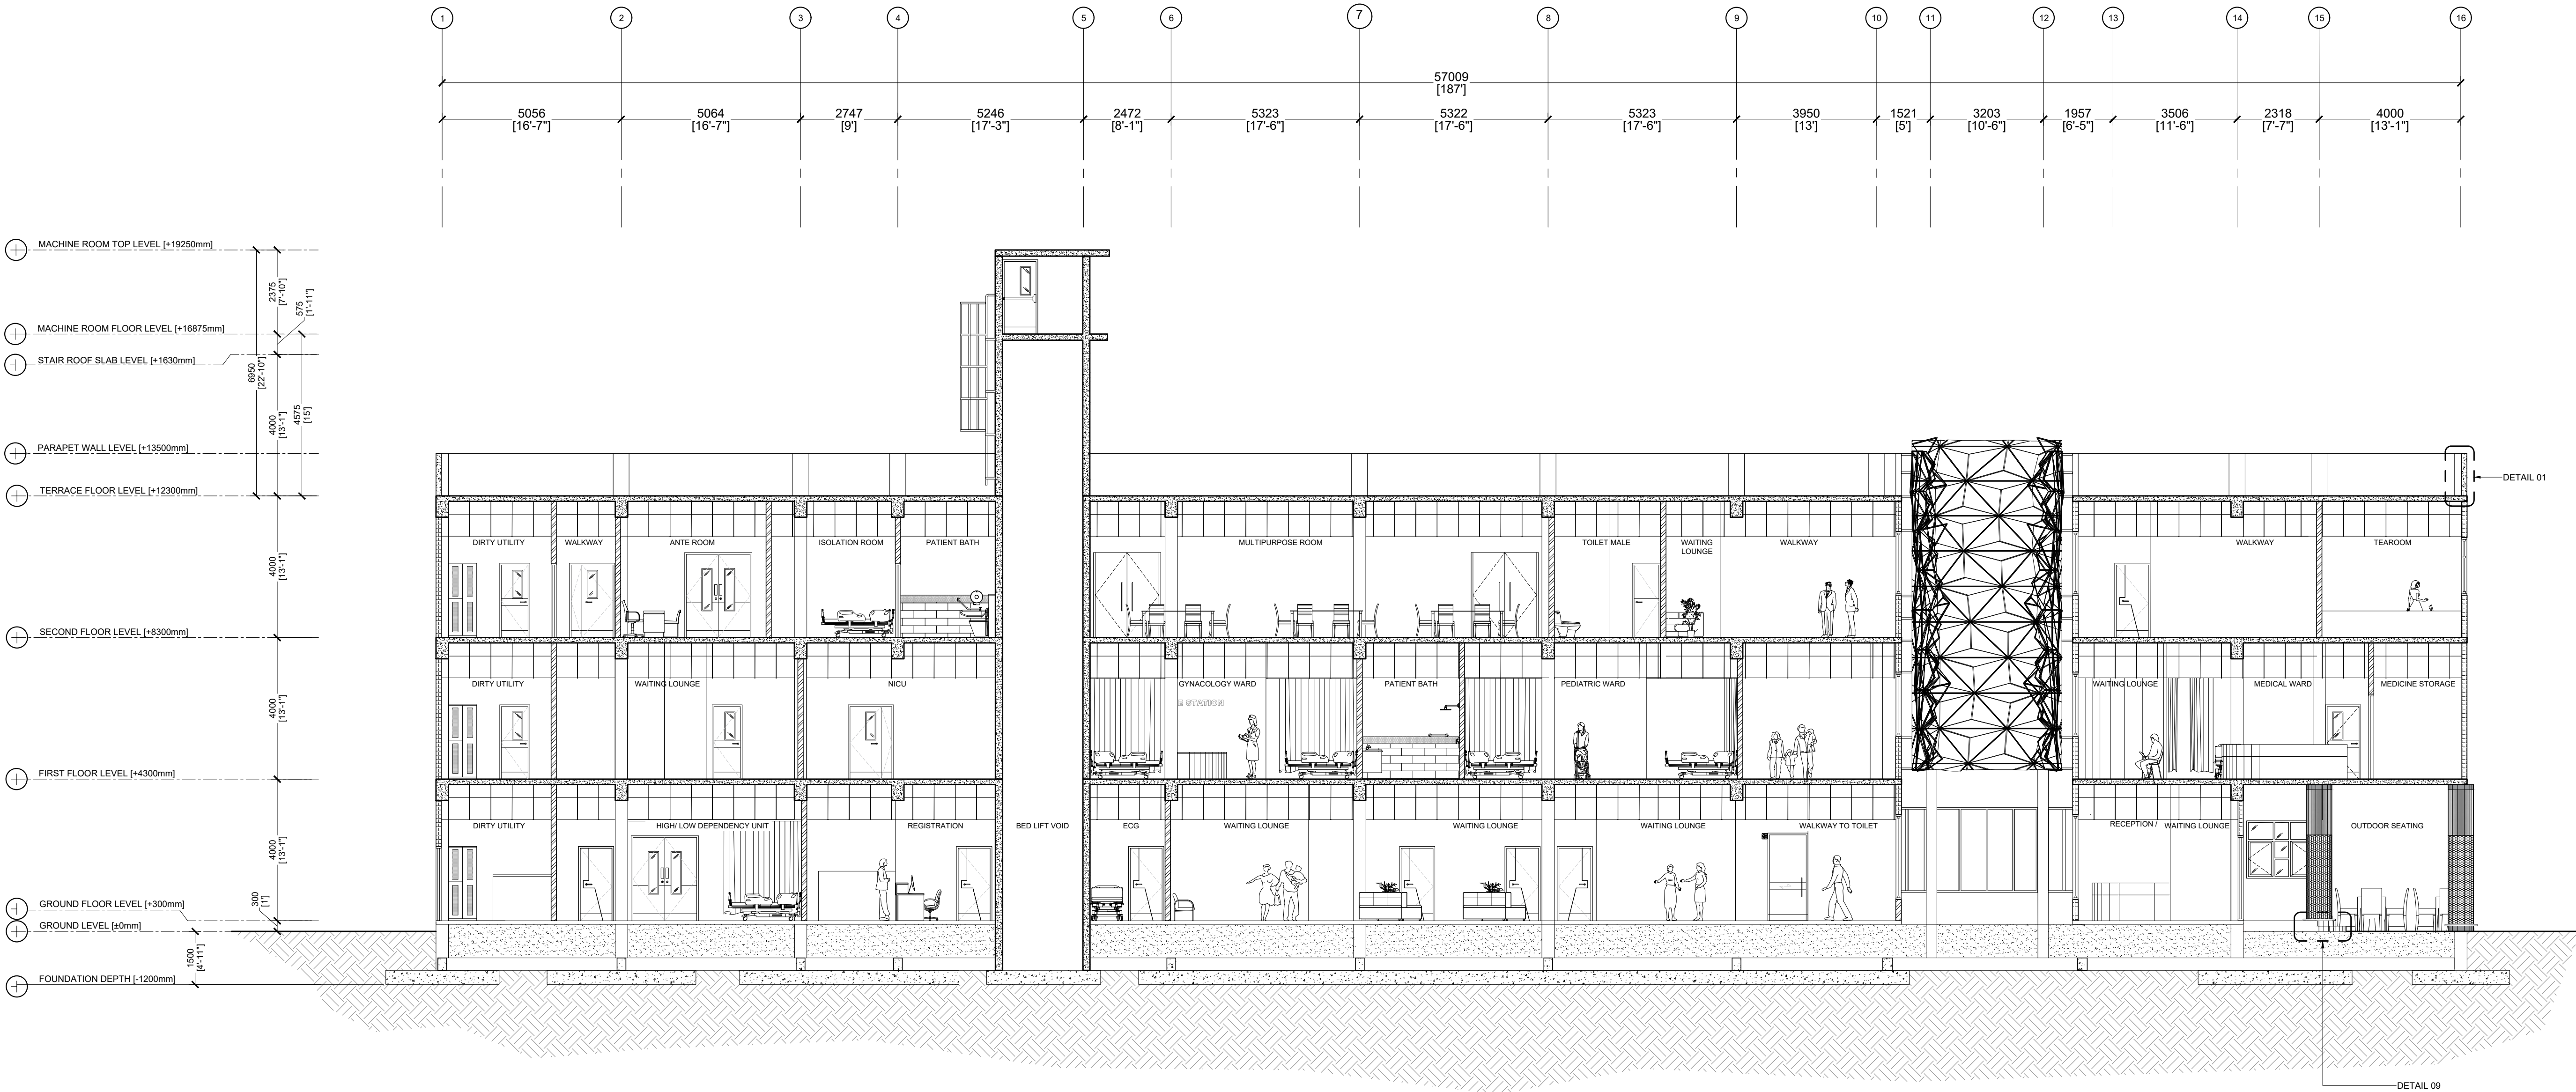 1 2 3 4 5 6 7 8 9 10 11 12 13 14 15 16
57009
[187']
5056 5064 2747 5246 2472 5323 5322 5323 3950 1521 3203 1957 3506 2318 4000
[16'-7"] [16'-7"] [9'] [17'-3"] [8'-1"] [17'-6"] [17'-6"] [17'-6"] [13'] [5'] [10'-6"] [6'-5"] [11'-6"] [7'-7"] [13'-1"]
MACHINE ROOM TOP LEVEL [+19250mm]
2375
[7'-10"]
575
[1'-11"]
MACHINE ROOM FLOOR LEVEL [+16875mm]
STAIR ROOF SLAB LEVEL [+1630mm]
6950
[22'-10"]
4000
[13'-1"]
4575
[15']
PARAPET WALL LEVEL [+13500mm]
DETAIL 01
TERRACE FLOOR LEVEL [+12300mm]
DIRTY UTILITY WALKWAY ANTE ROOM ISOLATION ROOM PATIENT BATH MULTIPURPOSE ROOM TOILET MALE WAITING LOUNGE WALKWAY WALKWAY TEAROOM
4000
[13'-1"]
SECOND FLOOR LEVEL [+8300mm]
DIRTY UTILITY WAITING LOUNGE NICU GYNACOLOGY WARD PATIENT BATH PEDIATRIC WARD WAITING LOUNGE MEDICAL WARD MEDICINE STORAGE
E STATION
4000
[13'-1"]
FIRST FLOOR LEVEL [+4300mm]
DIRTY UTILITY HIGH/ LOW DEPENDENCY UNIT REGISTRATION BED LIFT VOID ECG WAITING LOUNGE WAITING LOUNGE WAITING LOUNGE WALKWAY TO TOILET RECEPTION / WAITING LOUNGE OUTDOOR SEATING
4000
[13'-1"]
300
[1']
GROUND FLOOR LEVEL [+300mm]
GROUND LEVEL [±0mm]
1500
[4'-11"]
FOUNDATION DEPTH [-1200mm]
DETAIL 09